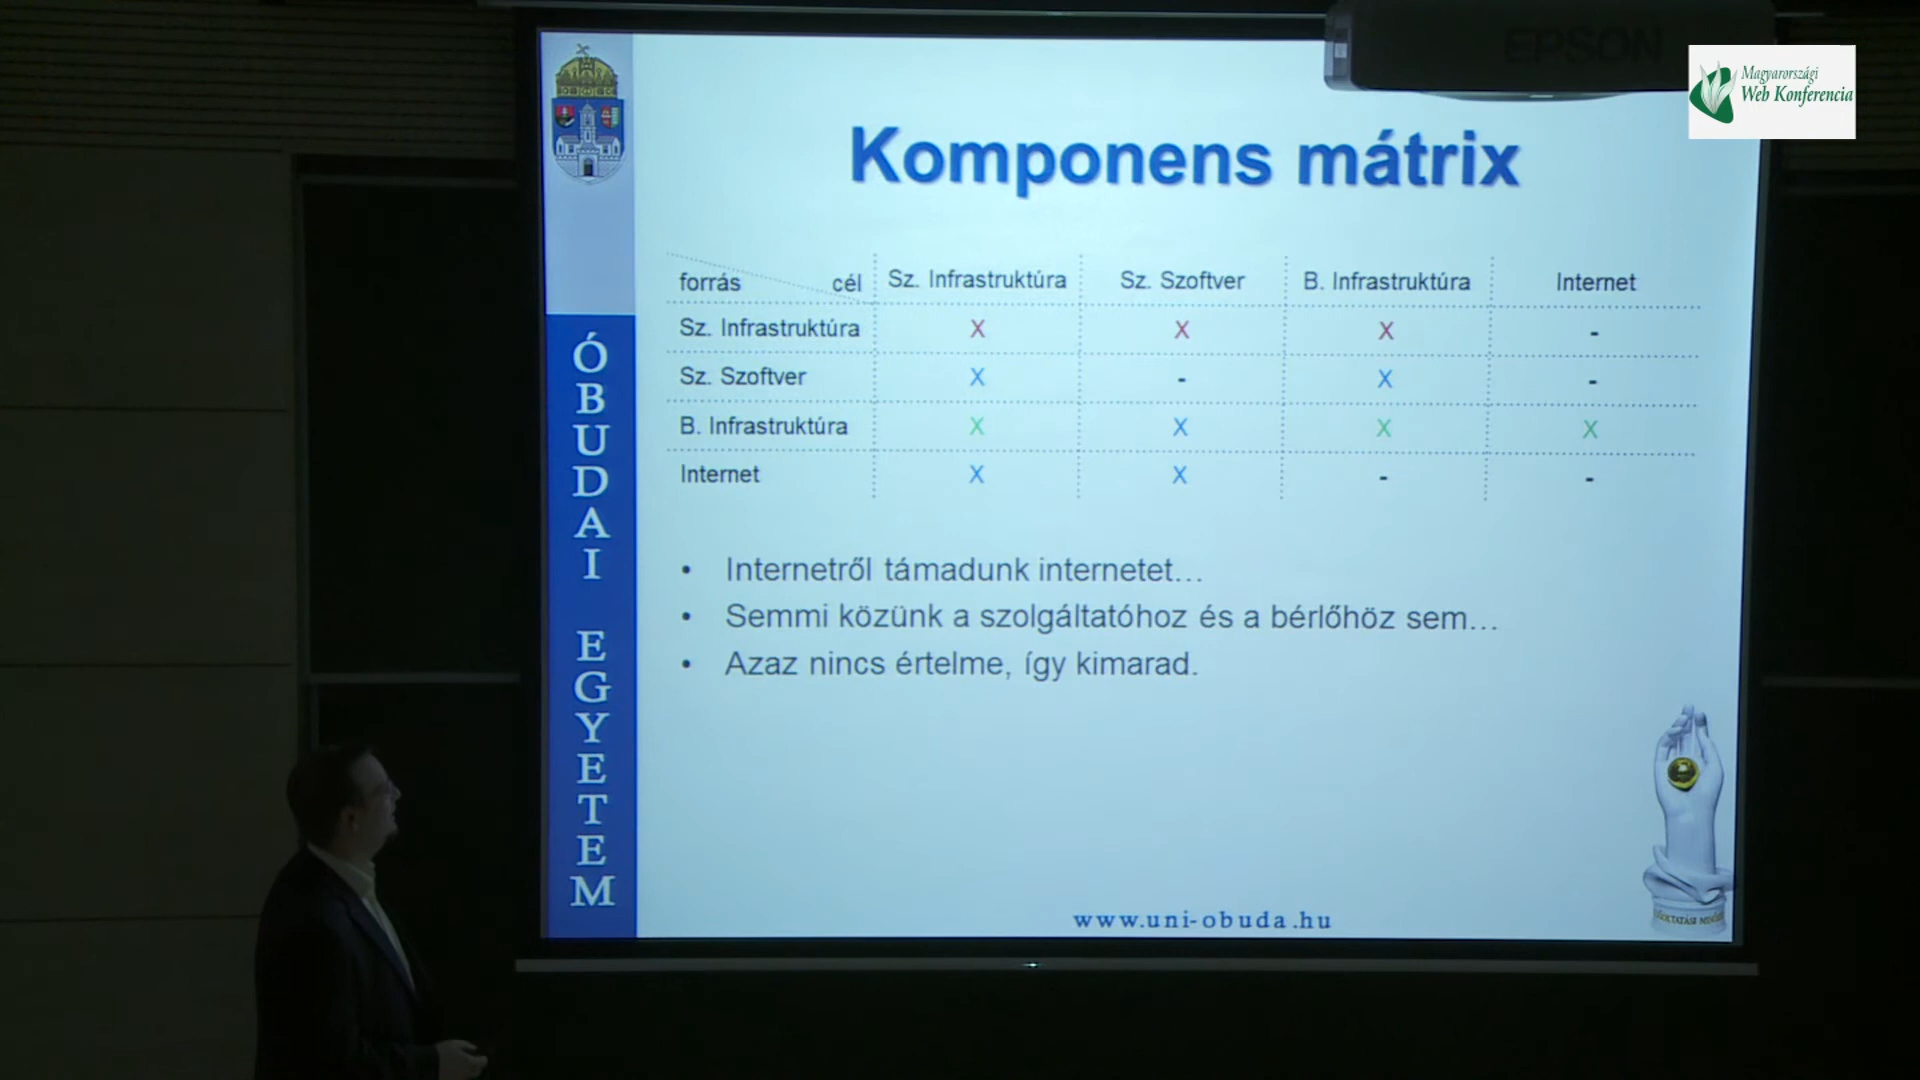 EPSON
Magyarországi
Web Konferencia
Komponens mátrix
forrás cél Sz. Infrastruktúra Sz. Szoftver B. Infrastruktúra Internet
Sz. Infrastruktúra X X X -
Sz. Szoftver X - X -
B. Infrastruktúra X X X X
Internet X X - -
• Internetről támadunk internetet…
• Semmi közünk a szolgáltatóhoz és a bérlőhöz sem…
• Azaz nincs értelme, így kimarad.
ÓBUDAI EGYETEM
www.uni-obuda.hu